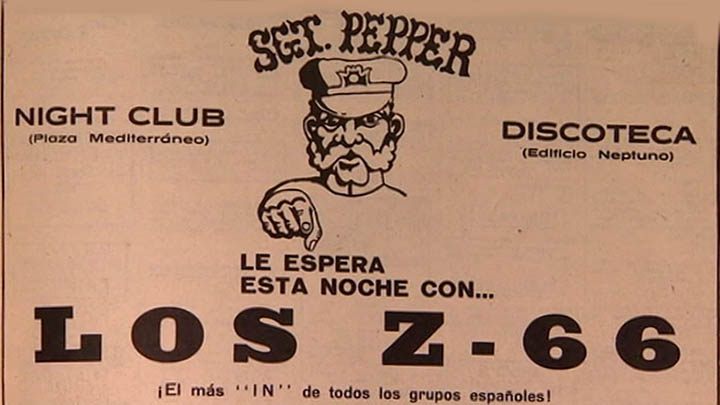 SGT. PEPPER
NIGHT CLUB
(Plaza Mediterráneo)
DISCOTECA
(Edificio Neptuno)
LE ESPERA
ESTA NOCHE CON...
LOS Z-66
¡El más "IN" de todos los grupos españoles!